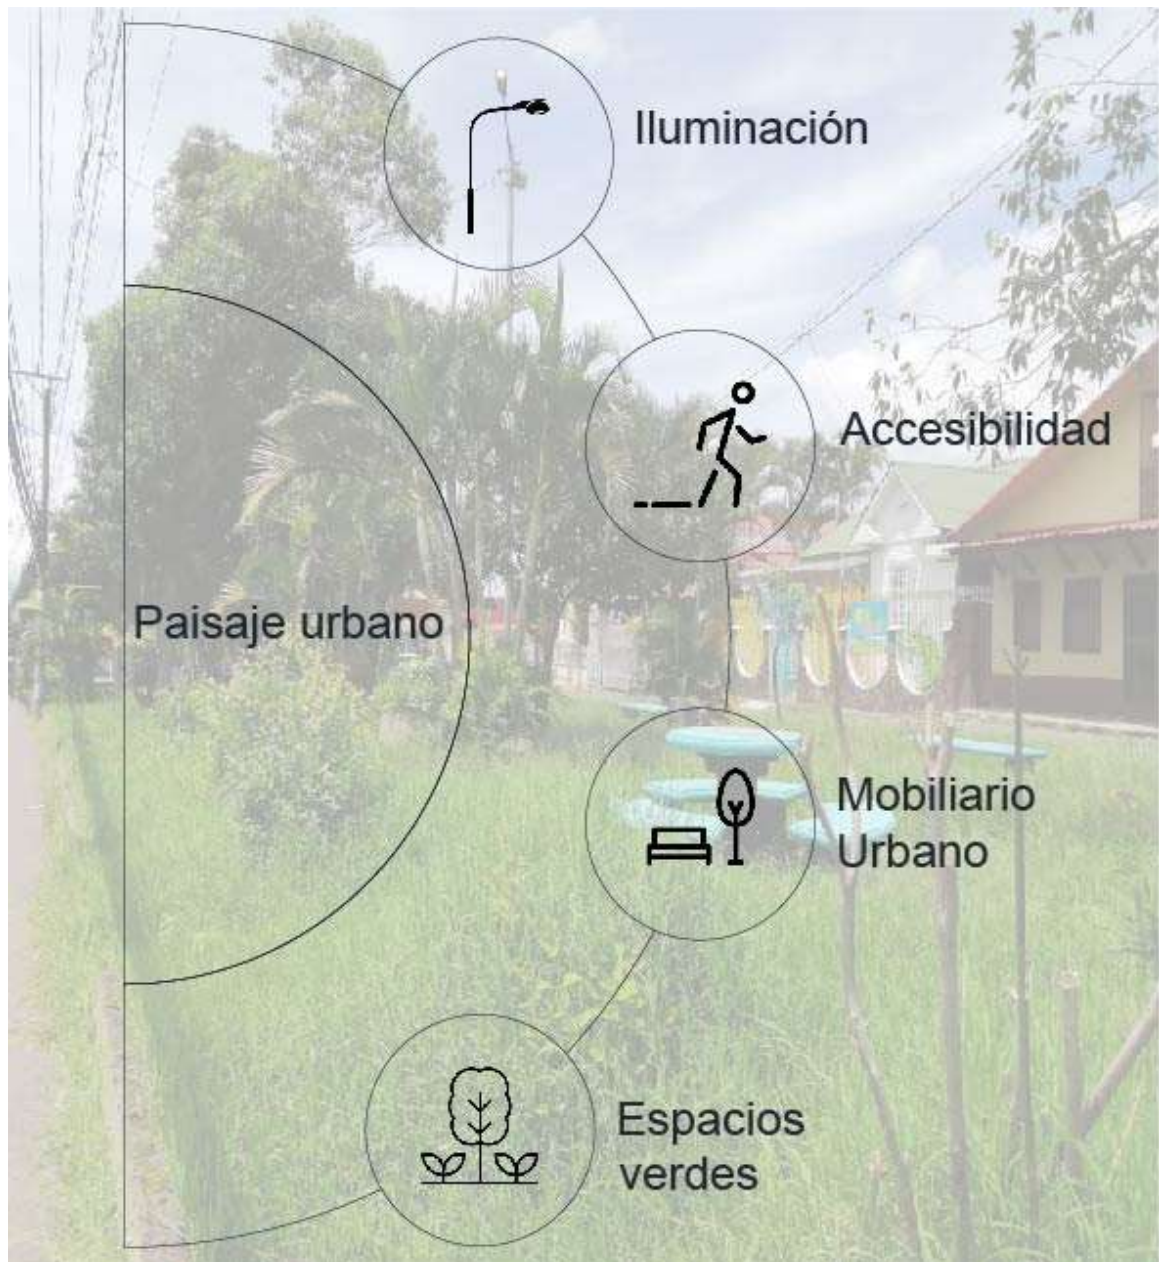 Iluminación
Accesibilidad
Paisaje urbano
Mobiliario
Urbano
Espacios
verdes